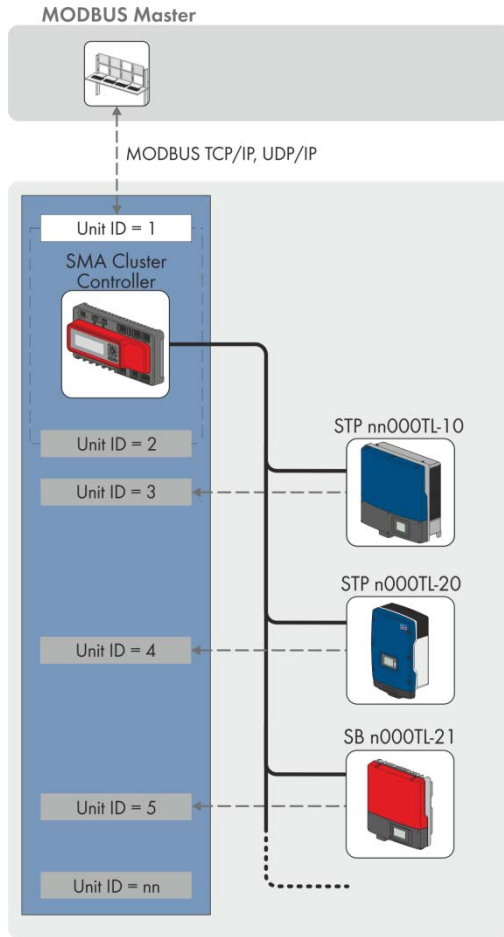 MODBUS Master
MODBUS TCP/IP, UDP/IP
Unit ID = 1
SMA Cluster
Controller
Unit ID = 2
STP nn000TL-10
Unit ID = 3
STP n000TL-20
Unit ID = 4
SB n000TL-21
Unit ID = 5
Unit ID = nn